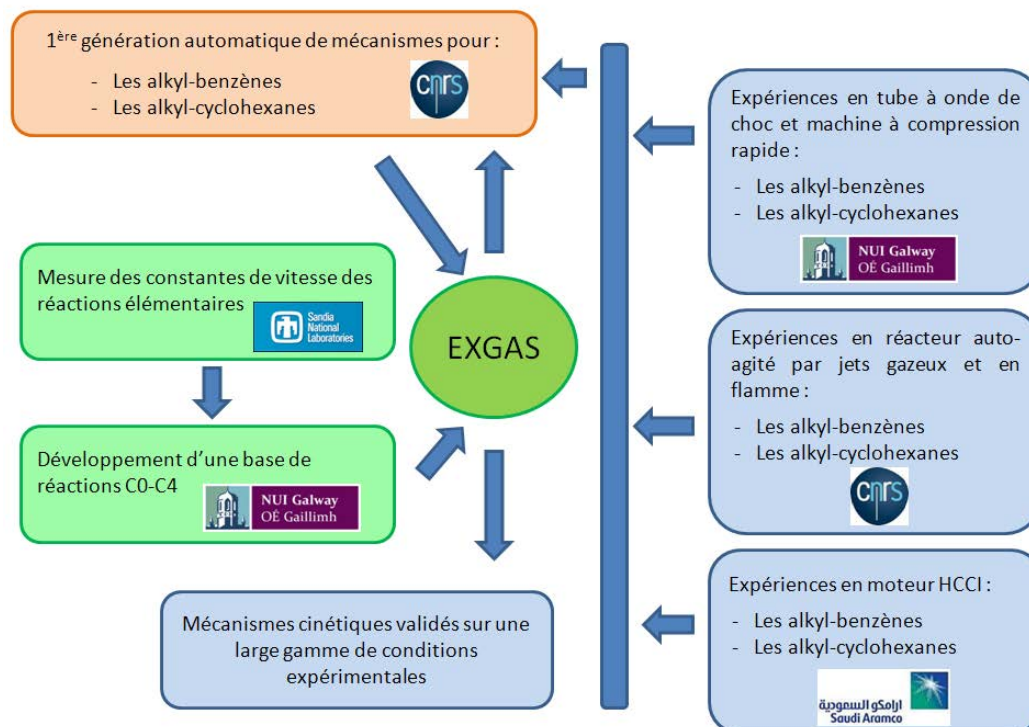 1ère génération automatique de mécanismes pour :
- Les alkyl-benzènes
- Les alkyl-cyclohexanes
cnrs
Mesure des constantes de vitesse des
réactions élémentaires
Sandia
National
Laboratories
EXGAS
Développement d’une base de
réactions C0-C4
NUI Galway
OÉ Gaillimh
Mécanismes cinétiques validés sur une
large gamme de conditions
expérimentales
Expériences en tube à onde de
choc et machine à compression
rapide :
- Les alkyl-benzènes
- Les alkyl-cyclohexanes
NUI Galway
OÉ Gaillimh
Expériences en réacteur auto-
agité par jets gazeux et en
flamme :
- Les alkyl-benzènes
- Les alkyl-cyclohexanes
cnrs
Expériences en moteur HCCI :
- Les alkyl-benzènes
- Les alkyl-cyclohexanes
ارامكو السعودية
Saudi Aramco